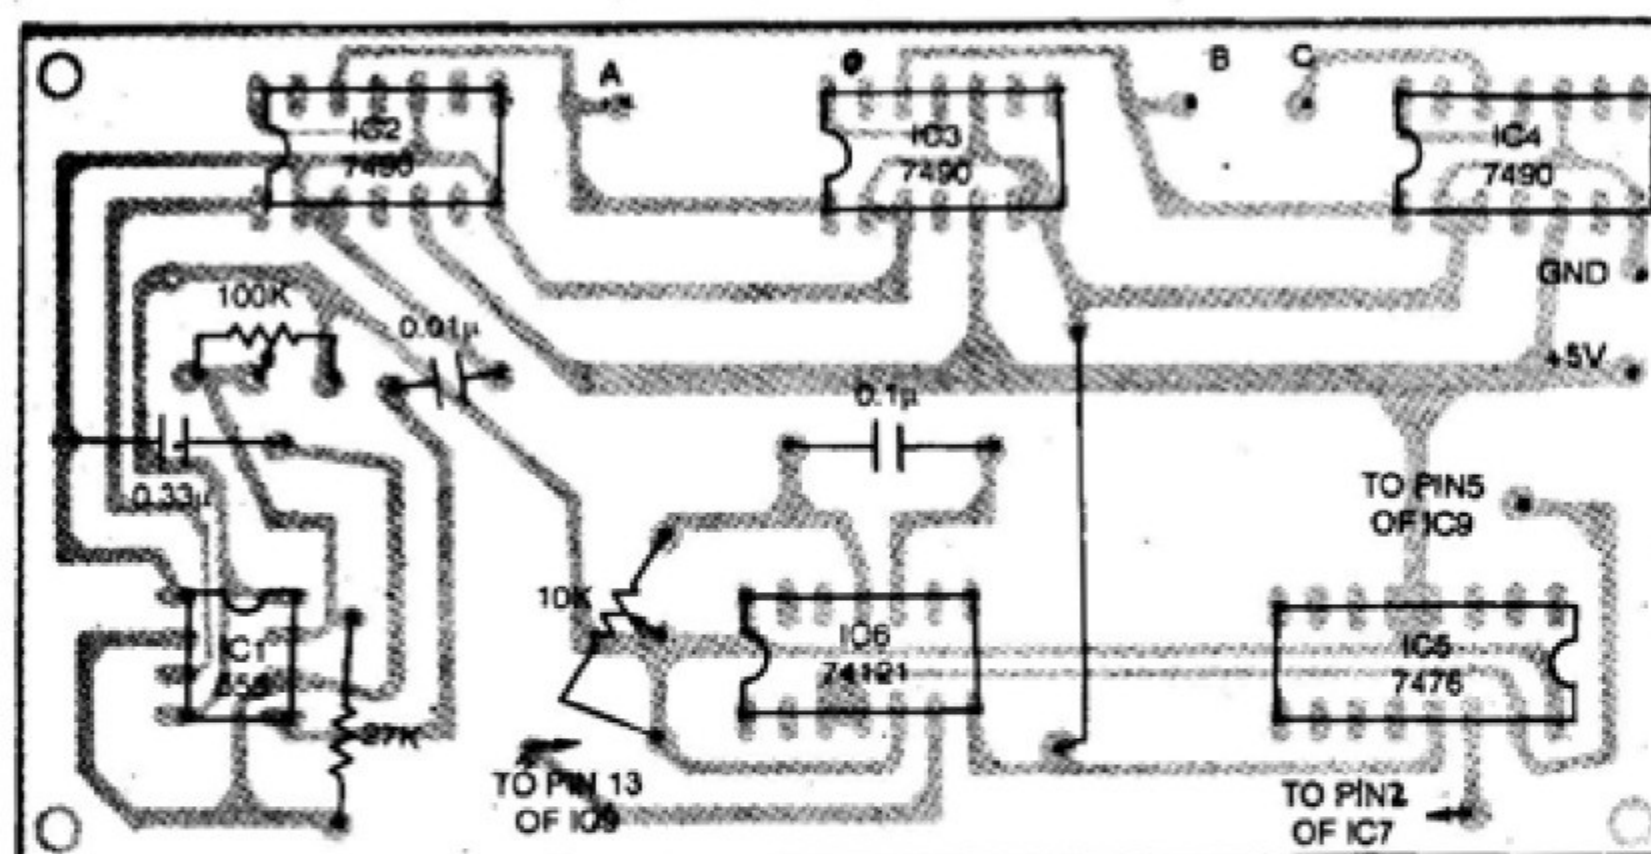 A
B
C
IC2
7490
IC3
7490
IC4
7490
GND
100K
0.01µ
+5V
0.1µ
0.33µ
TO PIN5
OF IC9
10K
IC1
555
IC6
74121
IC5
7476
27K
TO PIN 13
OF IC9
TO PIN2
OF IC7